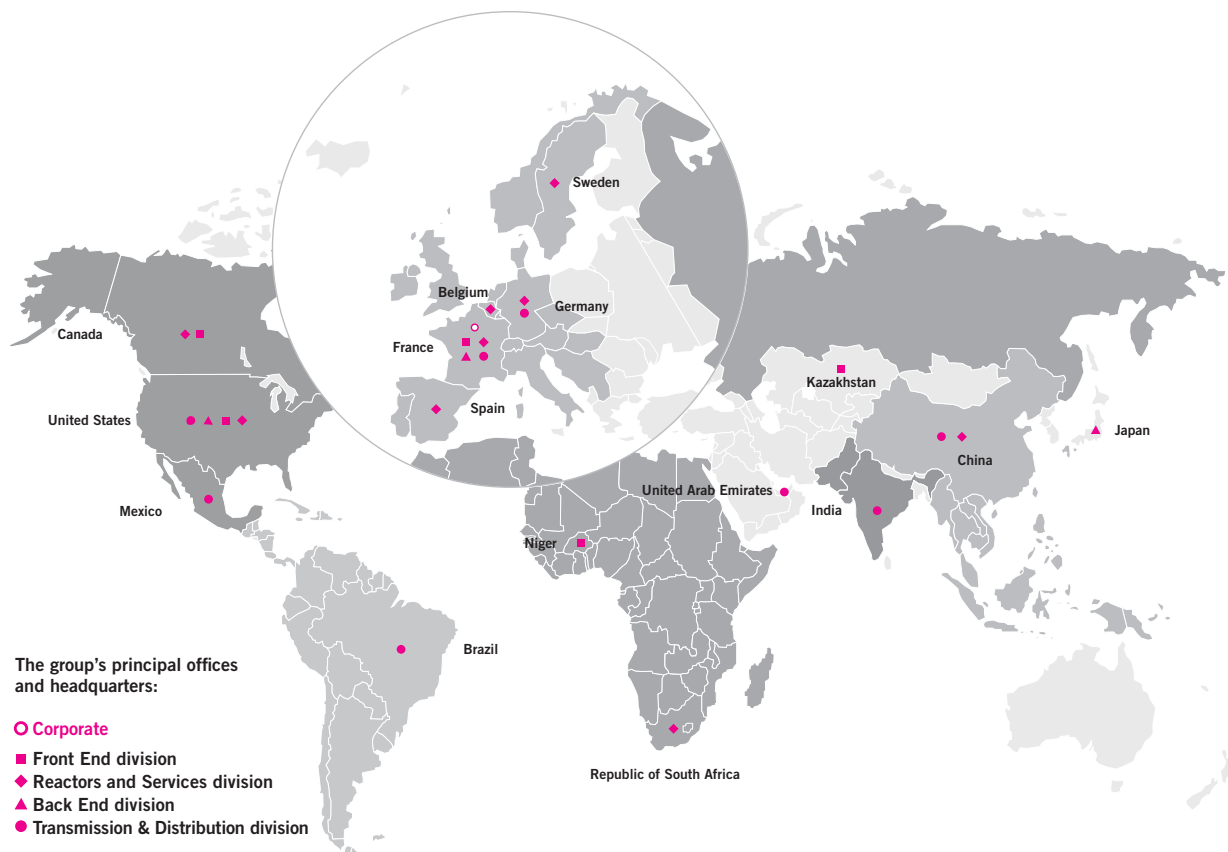 Sweden
Belgium
Germany
Canada
France
Kazakhstan
Spain
United States
Japan
China
United Arab Emirates
Mexico
India
Niger
Brazil
The group's principal offices
and headquarters:
Corporate
Front End division
Reactors and Services division
Back End division
Transmission & Distribution division
Republic of South Africa